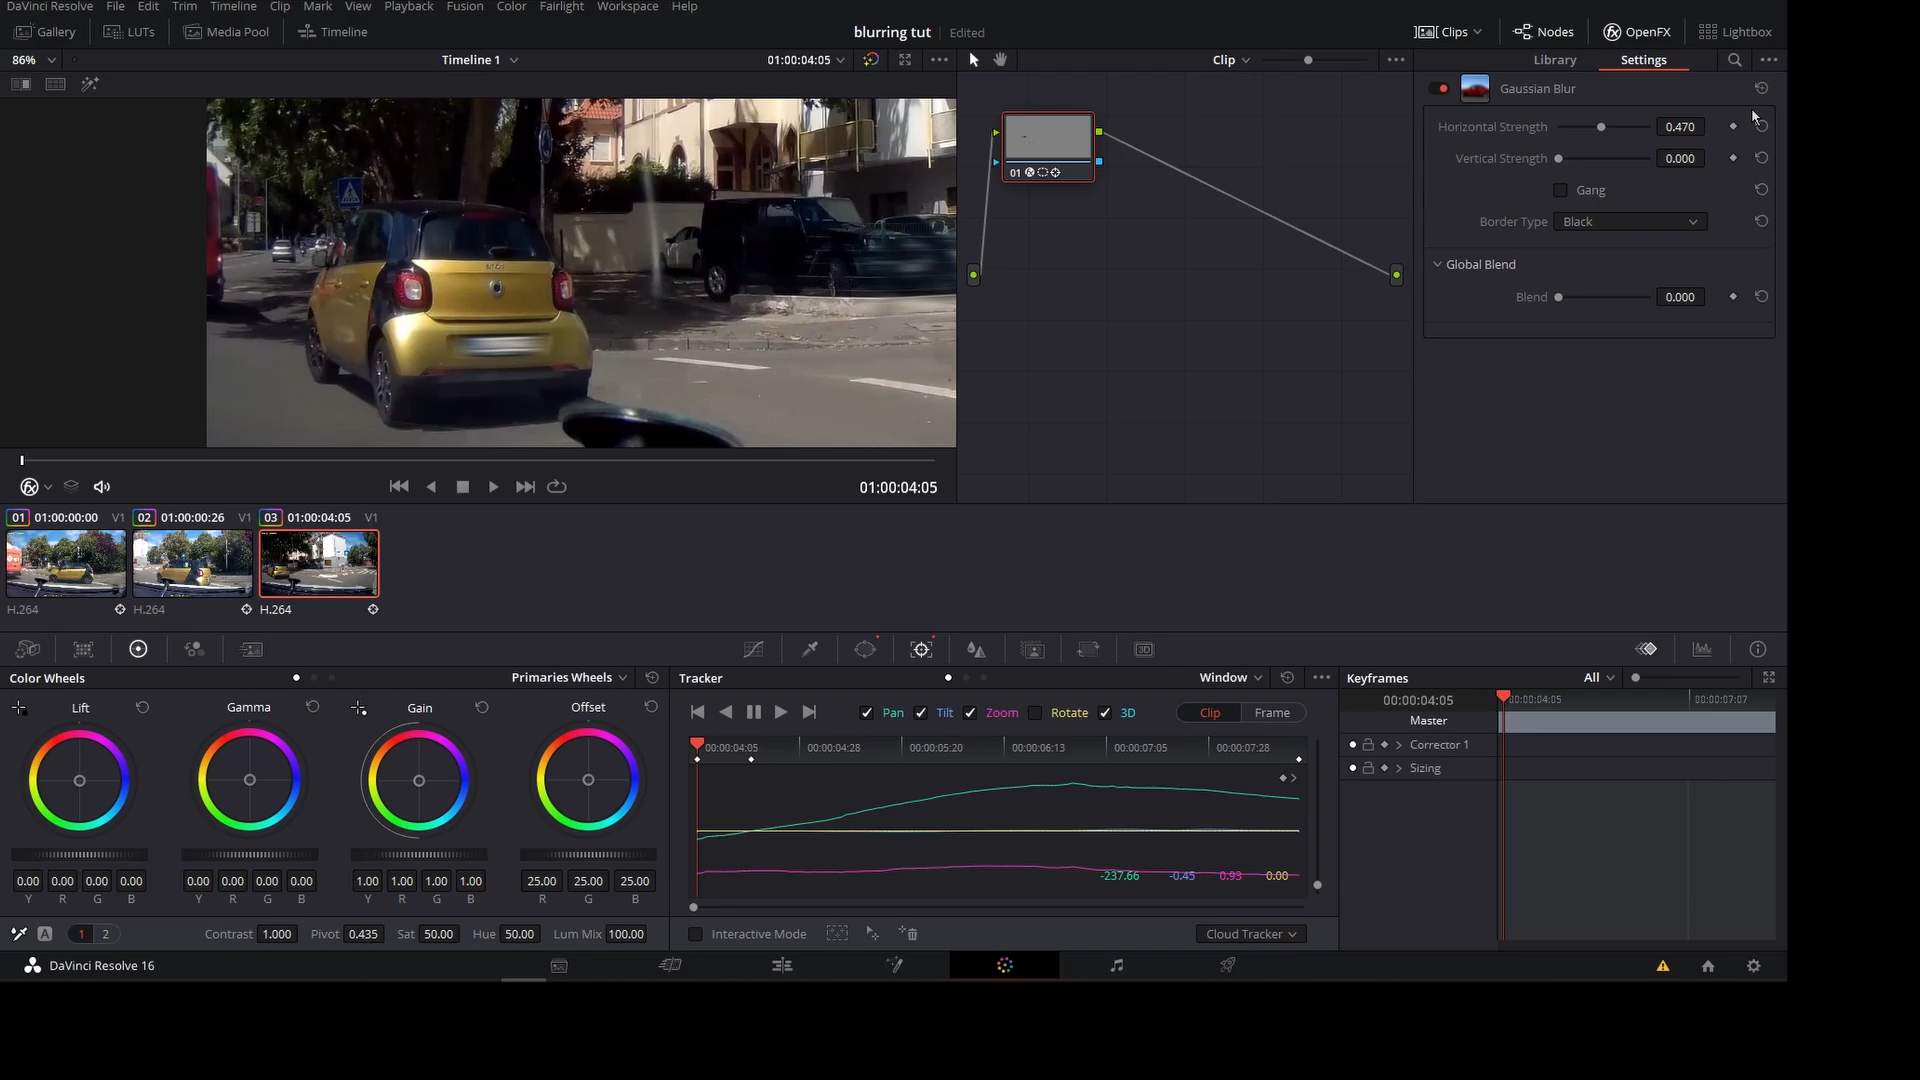 DaVinci Resolve File Edit Trim Timeline Clip Mark View Playback Fusion Color Fairlight Workspace Help
Gallery LUTs Media Pool Timeline blurring tut Edited Clips Nodes OpenFX Lightbox
86% Timeline 1 01:00:04:05 Clip Library Settings
Gaussian Blur
Horizontal Strength 0.470
Vertical Strength 0.000
Gang
Border Type Black
Global Blend
Blend 0.000
01
01:00:04:05
01 01:00:00:00 V1 02 01:00:00:26 V1 03 01:00:04:05 V1
H.264 H.264 H.264
3D
Color Wheels Primaries Wheels Tracker Window Keyframes All
Lift Gamma Gain Offset
Pan Tilt Zoom Rotate 3D Clip Frame
00:00:04:05 00:00:04:05 00:00:07:07
Master
00:00:04:05 00:00:04:28 00:00:05:20 00:00:06:13 00:00:07:05 00:00:07:28
Corrector 1
Sizing
-237.66 -0.45 0.93 0.00
0.00 0.00 0.00 0.00 0.00 0.00 0.00 0.00 1.00 1.00 1.00 1.00 25.00 25.00 25.00
Y R G B Y R G B Y R G B R G B
A 1 2 Contrast 1.000 Pivot 0.435 Sat 50.00 Hue 50.00 Lum Mix 100.00 Interactive Mode Cloud Tracker
DaVinci Resolve 16